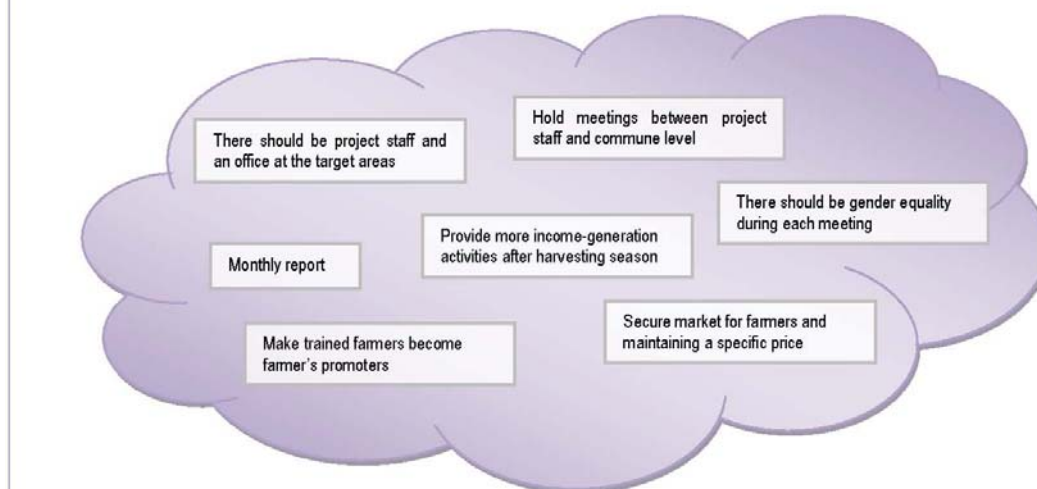 There should be project staff and
an office at the target areas
Hold meetings between project
staff and commune level
There should be gender equality
during each meeting
Provide more income-generation
activities after harvesting season
Monthly report
Secure market for farmers and
maintaining a specific price
Make trained farmers become
farmer's promoters